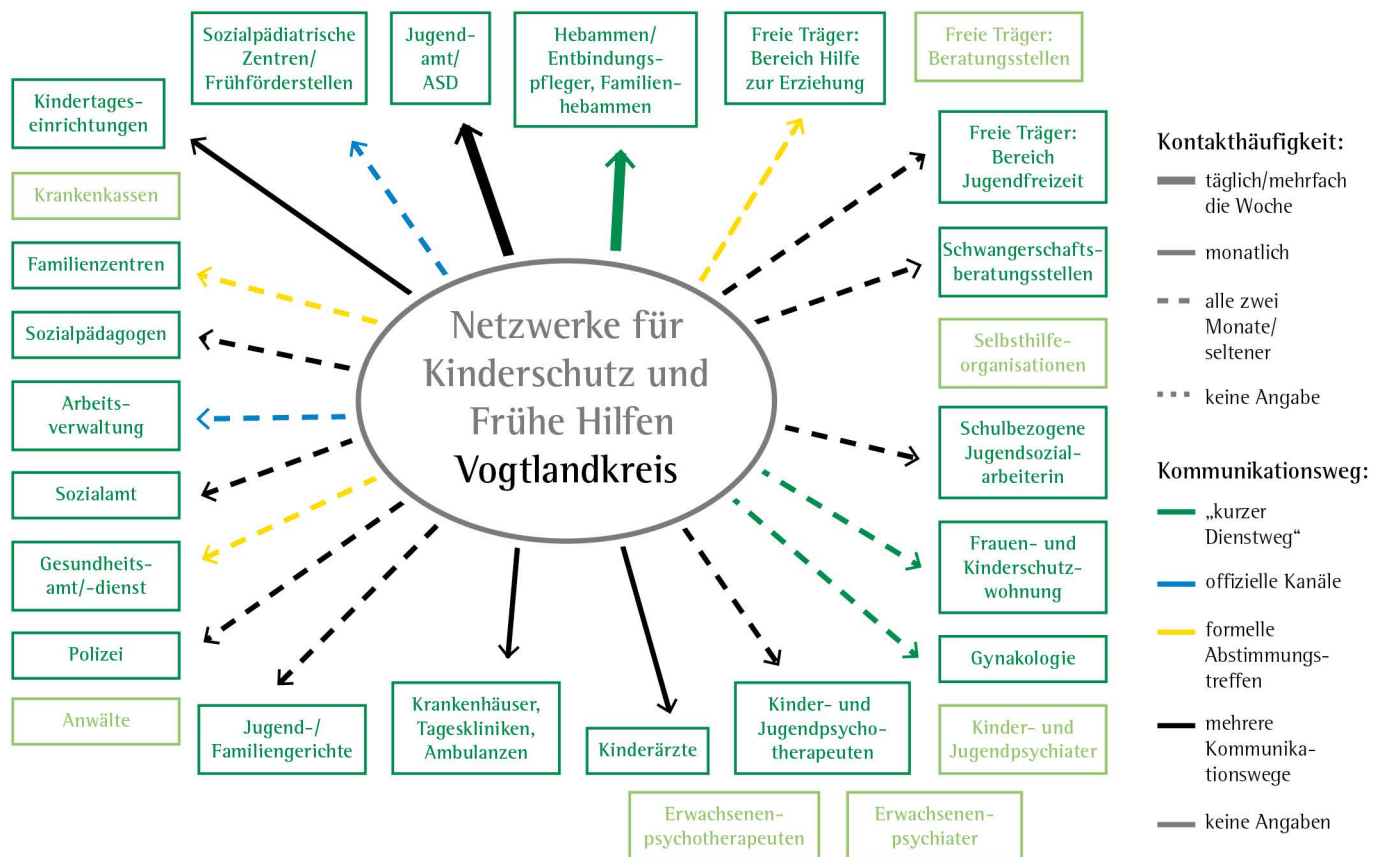 Sozialpädiatrische
Zentren/
Frühförderstellen
Jugend-
amt/
ASD
Hebammen/
Entbindungs-
pfleger, Familien-
hebammen
Freie Träger:
Bereich Hilfe
zur Erziehung
Freie Träger:
Beratungsstellen
Kindertages-
einrichtungen
Krankenkassen
Familienzentren
Sozialpädagogen
Arbeits-
verwaltung
Sozialamt
Gesundheits-
amt/-dienst
Polizei
Anwälte
Netzwerke für
Kinderschutz und
Frühe Hilfen
Vogtlandkreis
Freie Träger:
Bereich
Jugendfreizeit
Schwangerschafts-
beratungsstellen
Selbsthilfe-
organisationen
Schulbezogene
Jugendsozial-
arbeiterin
Frauen- und
Kinderschutz-
wohnung
Gynakologie
Kinder- und
Jugendpsychiater
Jugend-/
Familiengerichte
Krankenhäuser,
Tageskliniken,
Ambulanzen
Kinderärzte
Kinder- und
Jugendpsycho-
therapeuten
Erwachsenen-
psychotherapeuten
Erwachsenen-
psychiater
Kontakthäufigkeit:
täglich/mehrfach
die Woche
monatlich
alle zwei
Monate/
seltener
keine Angabe
Kommunikationsweg:
„kurzer
Dienstweg“
offizielle Kanäle
formelle
Abstimmungs-
treffen
mehrere
Kommunika-
tionswege
keine Angaben